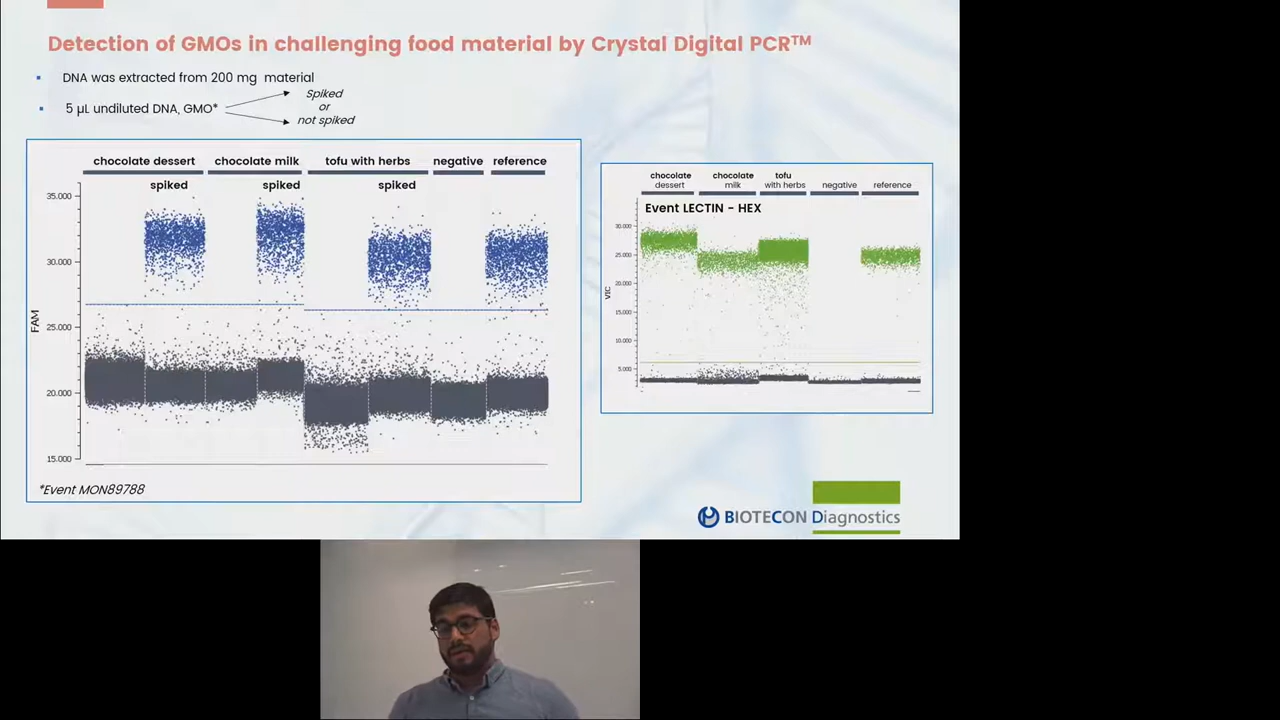 Detection of GMOs in challenging food material by Crystal Digital PCR™
DNA was extracted from 200 mg material
5 µL undiluted DNA, GMO*
Spiked
or
not spiked
chocolate dessert chocolate milk tofu with herbs negative reference
spiked spiked spiked
35.000
30.000
25.000
20.000
15.000
FAM
*Event MON89788
chocolate dessert
chocolate milk
tofu with herbs
negative
reference
Event LECTIN - HEX
30.000
25.000
20.000
15.000
10.000
5.000
VIC
BIOTECON Diagnostics